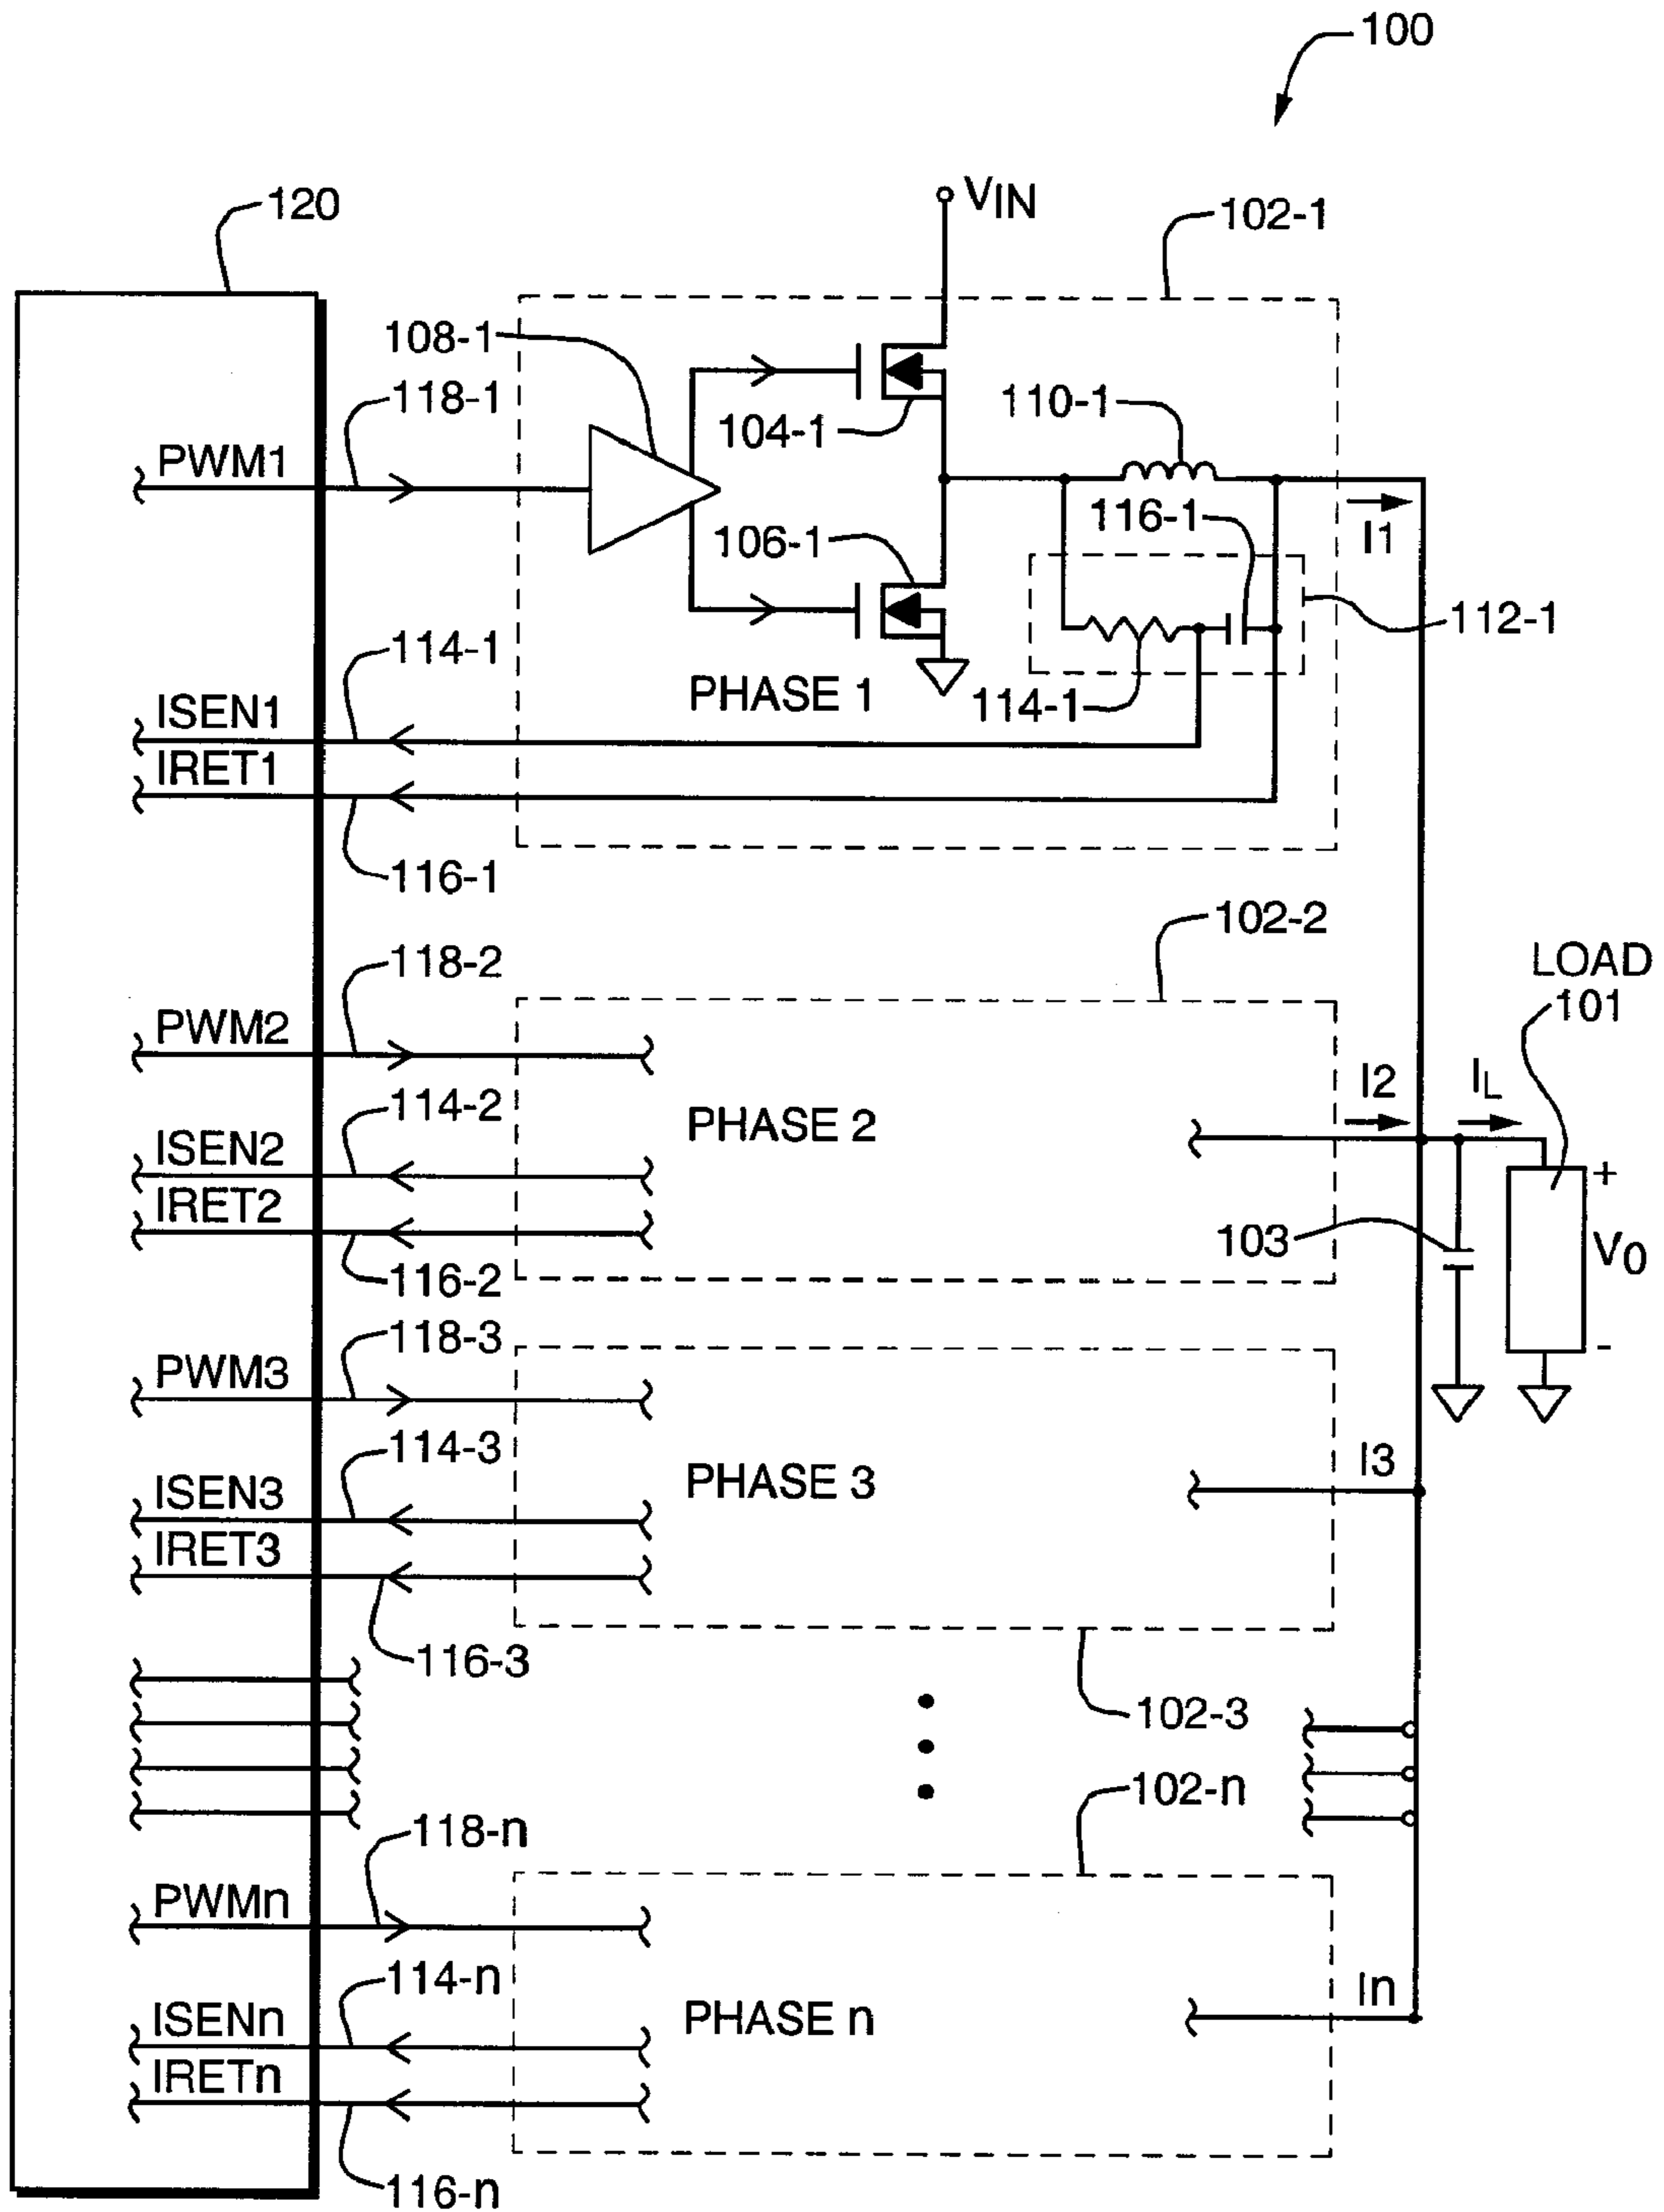 100
120
VIN
102-1
108-1
118-1
104-1
110-1
PWM1
116-1
I1
106-1
112-1
114-1
PHASE 1
114-1
ISEN1
IRET1
116-1
102-2
118-2
LOAD
101
PWM2
I2
IL
114-2
PHASE 2
ISEN2
+
IRET2
103
V0
116-2
118-3
-
PWM3
114-3
I3
PHASE 3
ISEN3
IRET3
116-3
102-3
102-n
118-n
PWMn
114-n
In
ISENn
PHASE n
IRETn
116-n